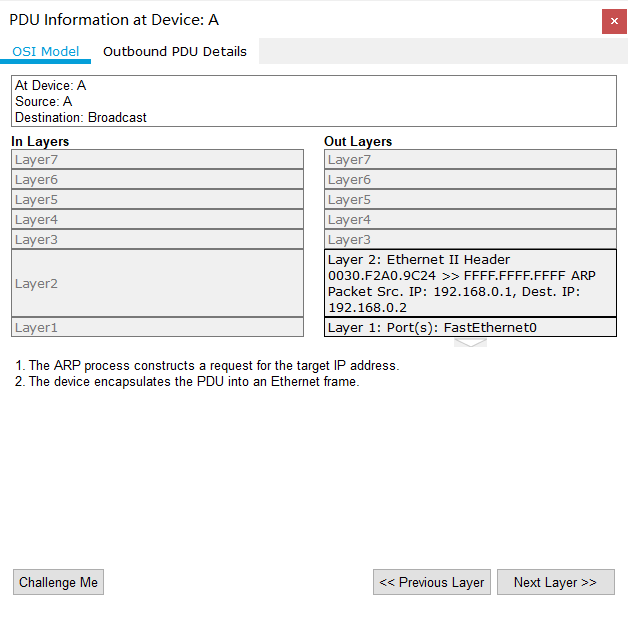 PDU Information at Device: A
×
OSI Model
Outbound PDU Details
At Device: A
Source: A
Destination: Broadcast
In Layers
Layer7
Layer6
Layer5
Layer4
Layer3
Layer2
Layer1
Out Layers
Layer7
Layer6
Layer5
Layer4
Layer3
Layer 2: Ethernet II Header
0030.F2A0.9C24 >> FFFF.FFFF.FFFF ARP
Packet Src. IP: 192.168.0.1, Dest. IP:
192.168.0.2
Layer 1: Port(s): FastEthernet0
1. The ARP process constructs a request for the target IP address.
2. The device encapsulates the PDU into an Ethernet frame.
Challenge Me
<< Previous Layer
Next Layer >>